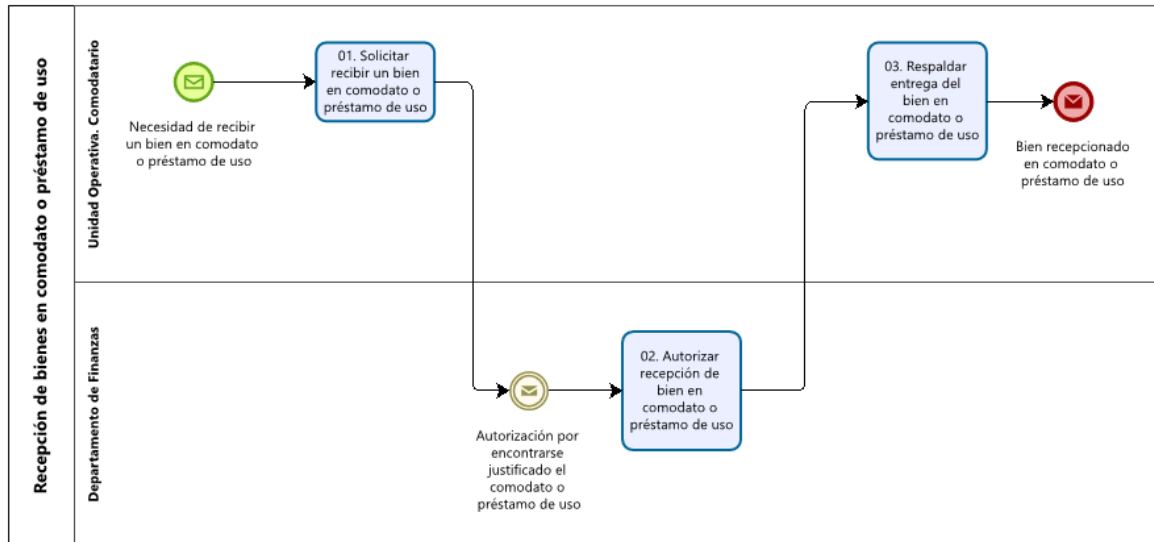 Recepción de bienes en comodato o préstamo de uso
Unidad Operativa. Comodatario
Necesidad de recibir
un bien en comodato
o préstamo de uso
01. Solicitar
recibir un bien
en comodato o
préstamo de uso
03. Respaldar
entrega del
bien en
comodato o
préstamo de uso
Bien recepcionado
en comodato o
préstamo de uso
Departamento de Finanzas
Autorización por
encontrarse
justificado el
comodato o
préstamo de uso
02. Autorizar
recepción de
bien en
comodato o
préstamo de uso